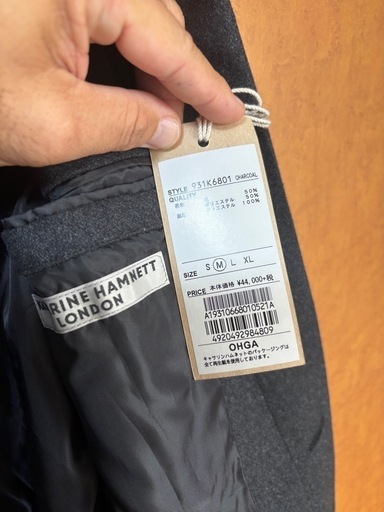 STYLE 931K6801 CHARCOAL
QUALITY
50%
ポリエステル 50%
ポリエステル 100%
SIZE S M L XL
PRICE 本体価格 ¥44,000+税
A19310668010521A
4920492984809
OHGA
キャサリンハムネットのパッケージングは
全て再生紙を未使用しています。
RINE HAMNETT
LONDON